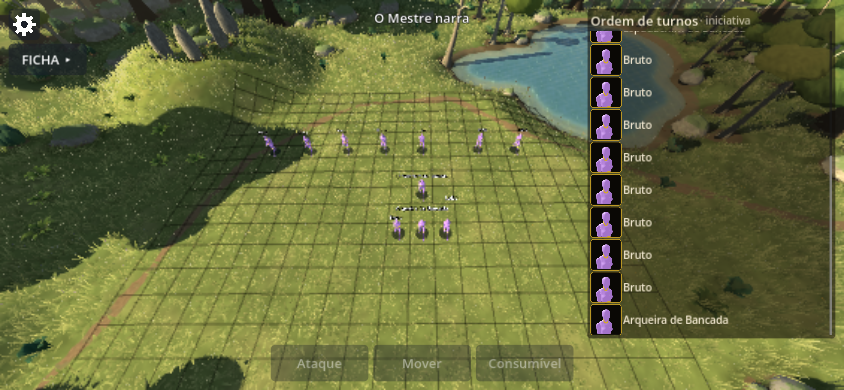 O Mestre narra
Ordem de turnos · iniciativa
FICHA ▸
Bruto
Bruto
Bruto
Bruto
Bruto
Bruto
Bruto
Bruto
Arqueira de Bancada
Ataque
Mover
Consumível